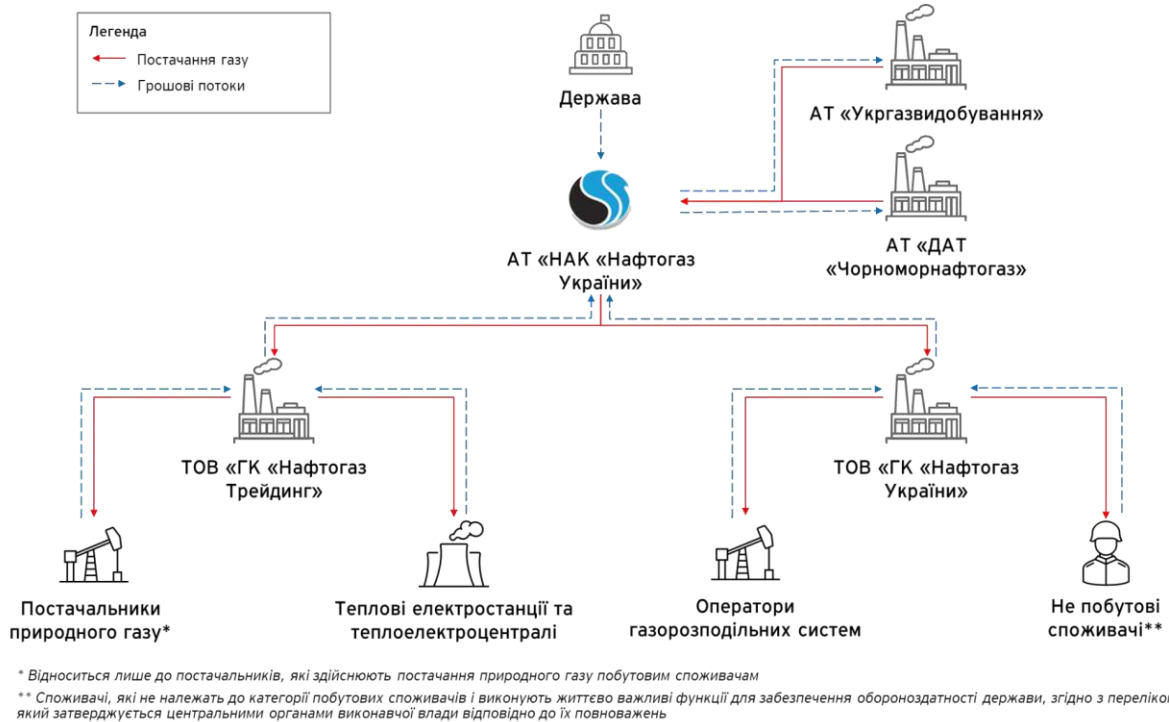 Легенда
Постачання газу
Грошові потоки
Держава
АТ «Укргазвидобування»
АТ «НАК «Нафтогаз
України»
АТ «ДАТ
«Чорноморнафтогаз»
ТОВ «ГК «Нафтогаз
Трейдинг»
ТОВ «ГК «Нафтогаз
України»
Постачальники
природного газу*
Теплові електростанції та
теплоелектроцентралі
Оператори
газорозподільних систем
Не побутові
споживачі**
* Відноситься лише до постачальників, які здійснюють постачання природного газу побутовим споживачам
** Споживачі, які не належать до категорії побутових споживачів і виконують життєво важливі функції для забезпечення обороноздатності держави, згідно з переліком
який затверджується центральними органами виконавчої влади відповідно до їх повноважень